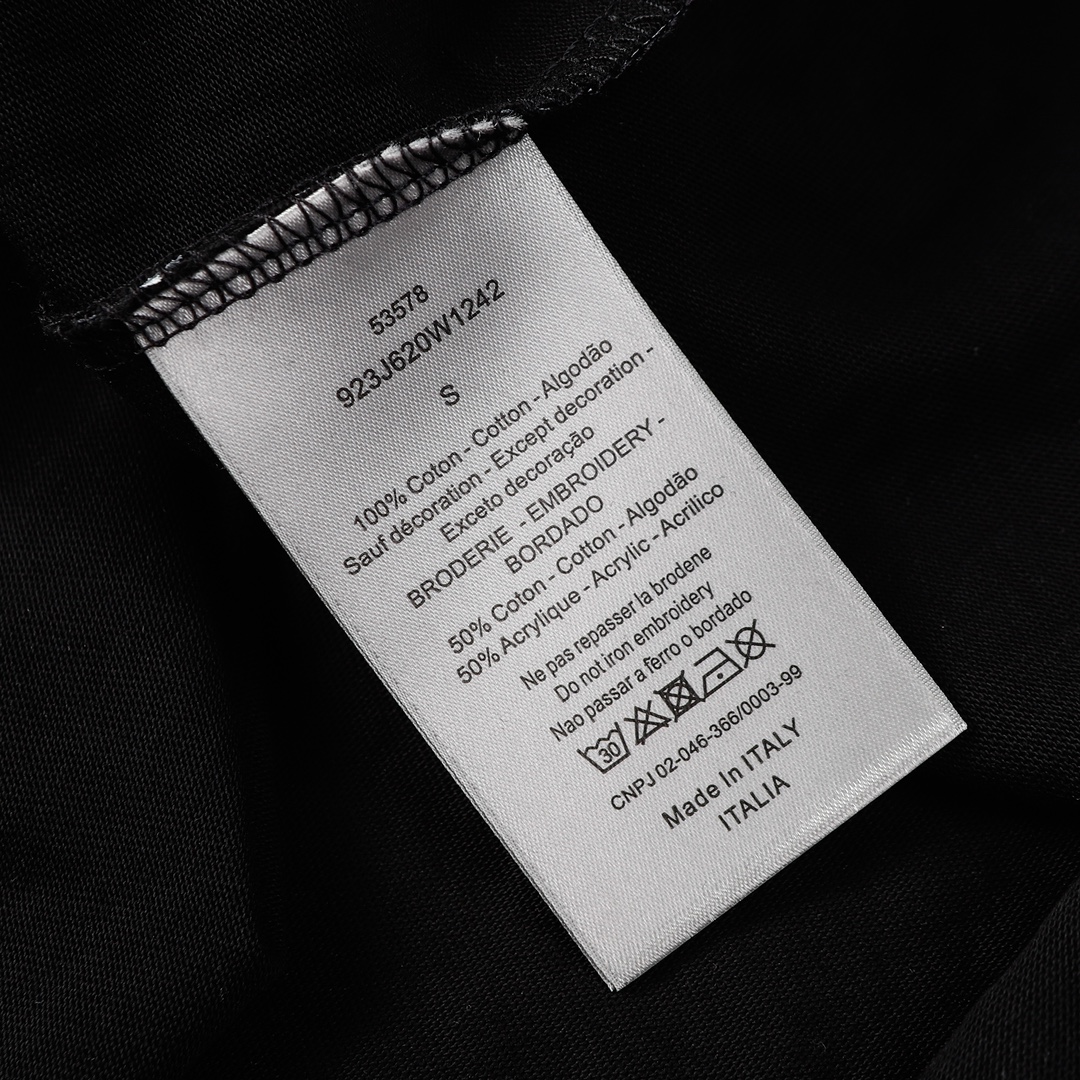 53578
923J620W1242
S
100% Coton - Cotton - Algodão
Sauf décoration - Except decoration -
Exceto decoração
BRODERIE - EMBROIDERY -
BORDADO
50% Coton - Cotton - Algodão
50% Acrylique - Acrylic - Acrilico
Ne pas repasser la brodene
Do not iron embroidery
Nao passar a ferro o bordado
30
CNPJ 02-046-366/0003-99
Made In ITALY
ITALIA